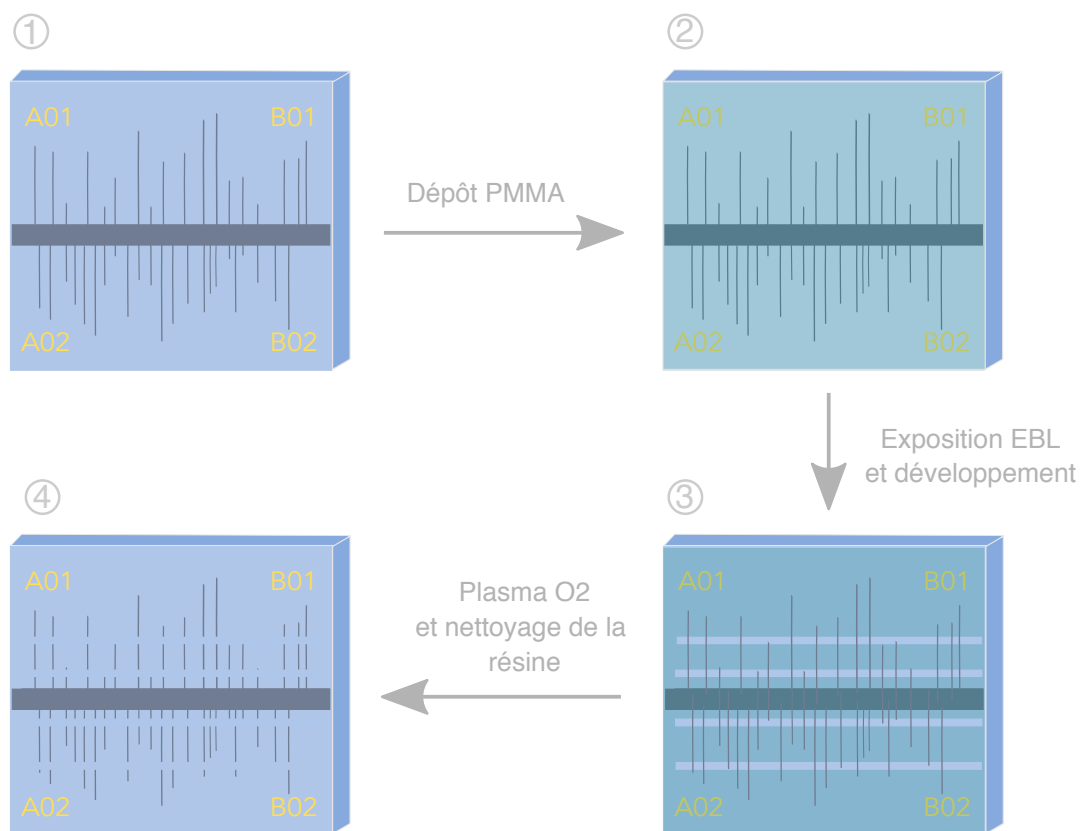 ①
②
A01 B01
A01 B01
Dépôt PMMA
A02 B02
A02 B02
Exposition EBL
et développement
④
③
A01 B01
A01 B01
Plasma O2
et nettoyage de la
résine
A02 B02
A02 B02